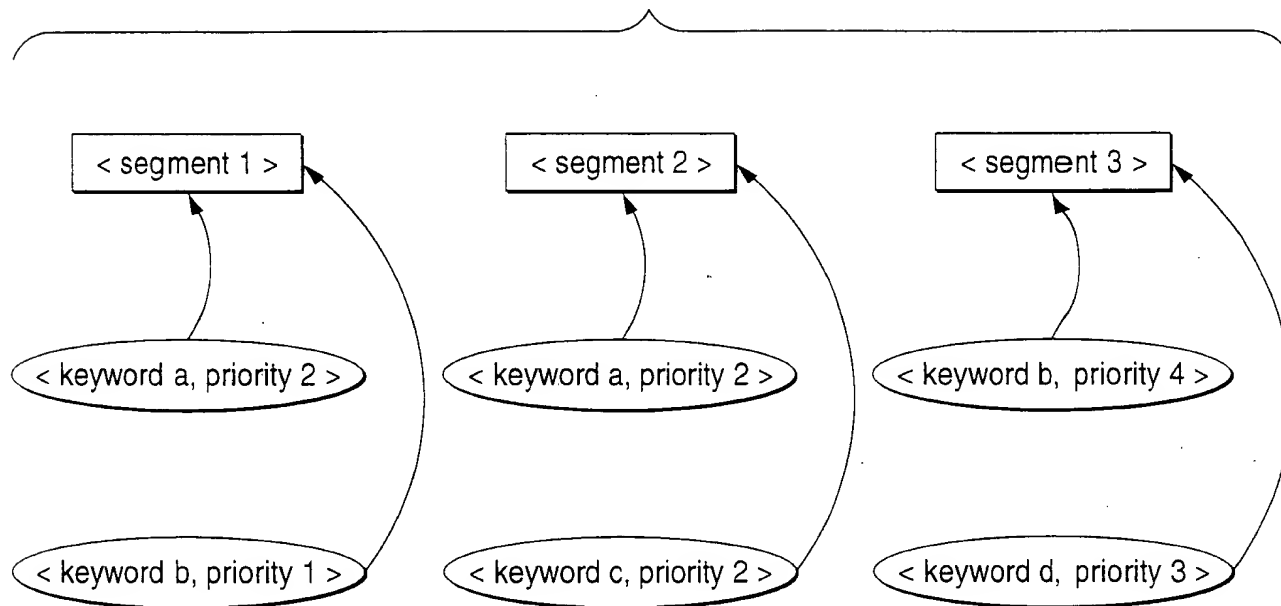 < segment 1 >
< segment 2 >
< segment 3 >
< keyword a, priority 2 >
< keyword a, priority 2 >
< keyword b, priority 4 >
< keyword b, priority 1 >
< keyword c, priority 2 >
< keyword d, priority 3 >